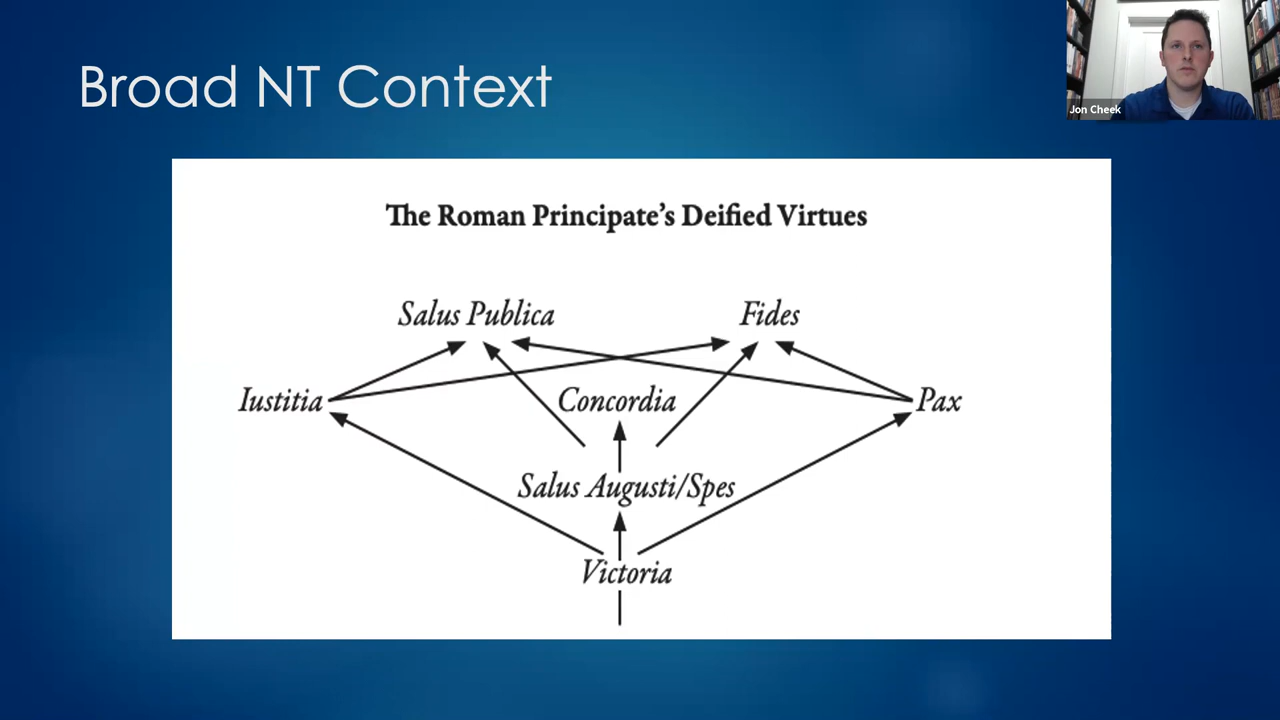 Broad NT Context
Jon Cheek
The Roman Principate's Deified Virtues
Salus Publica
Fides
Iustitia
Concordia
Pax
Salus Augusti/Spes
Victoria